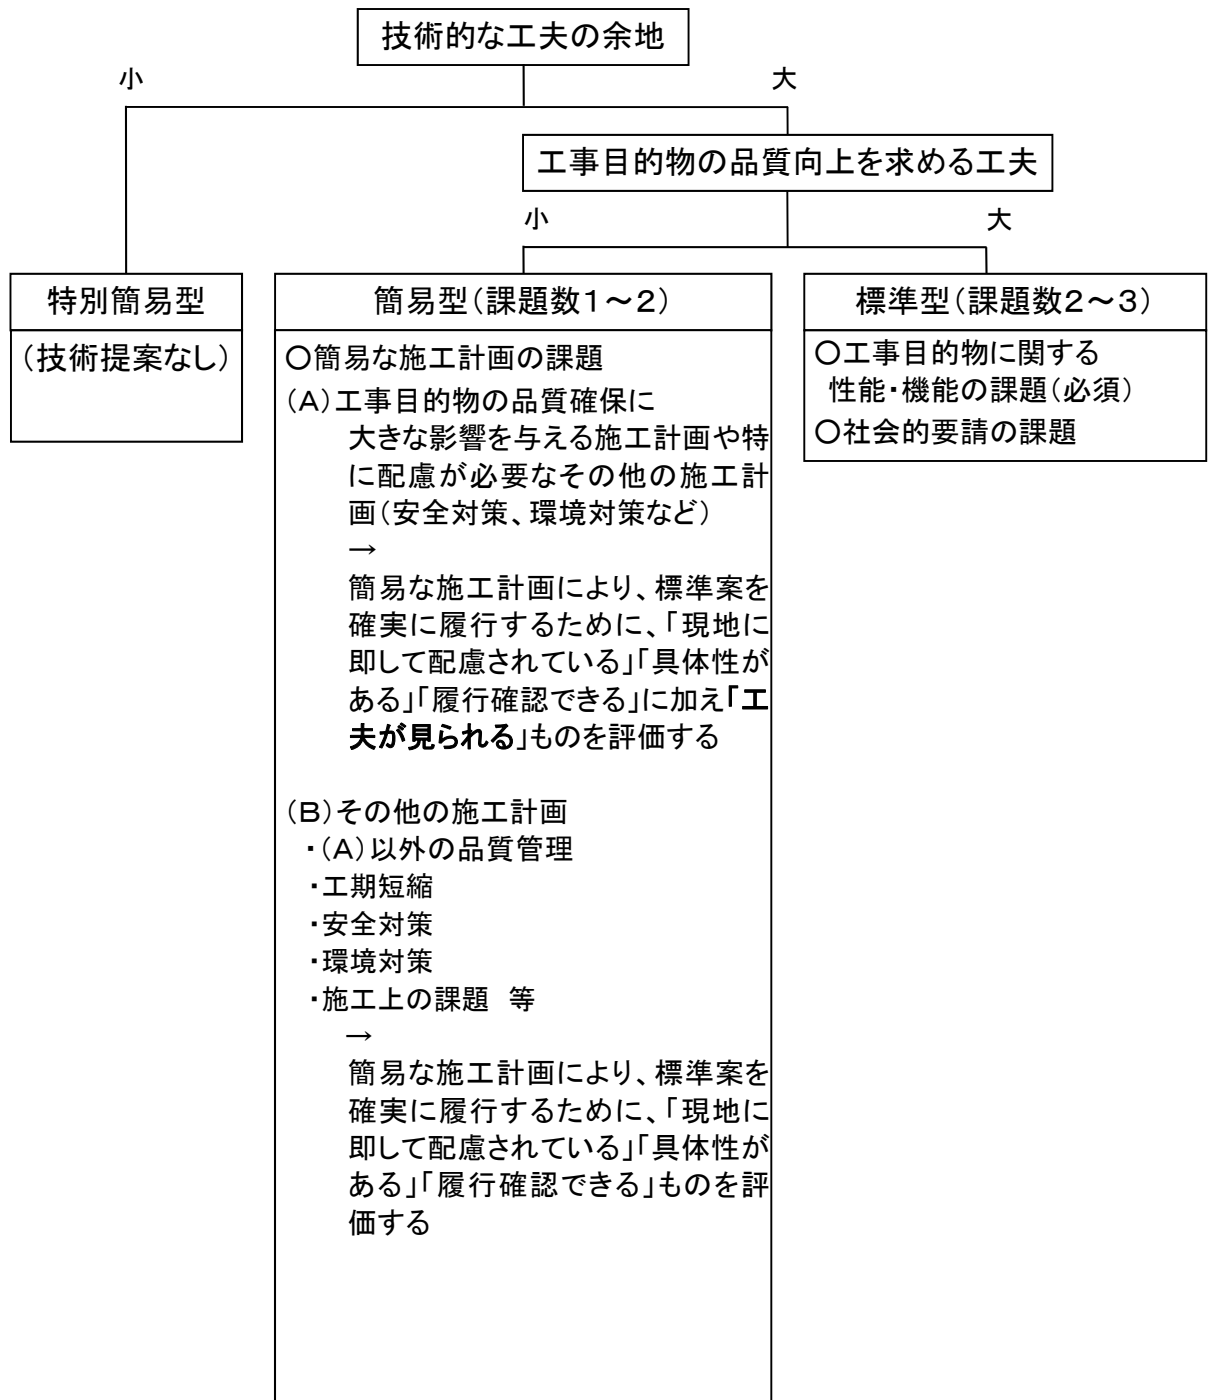 技術的な工夫の余地
小
大
工事目的物の品質向上を求める工夫
小
大
特別簡易型
(技術提案なし)
簡易型(課題数1～2)
○簡易な施工計画の課題
(A)工事目的物の品質確保に
大きな影響を与える施工計画や特
に配慮が必要なその他の施工計
画(安全対策、環境対策など)
→
簡易な施工計画により、標準案を
確実に履行するために、「現地に
即して配慮されている」「具体性が
ある」「履行確認できる」に加え「工
夫が見られる」ものを評価する
(B)その他の施工計画
・(A)以外の品質管理
・工期短縮
・安全対策
・環境対策
・施工上の課題 等
→
簡易な施工計画により、標準案を
確実に履行するために、「現地に
即して配慮されている」「具体性が
ある」「履行確認できる」ものを評
価する
標準型(課題数2～3)
○工事目的物に関する
性能・機能の課題(必須)
○社会的要請の課題